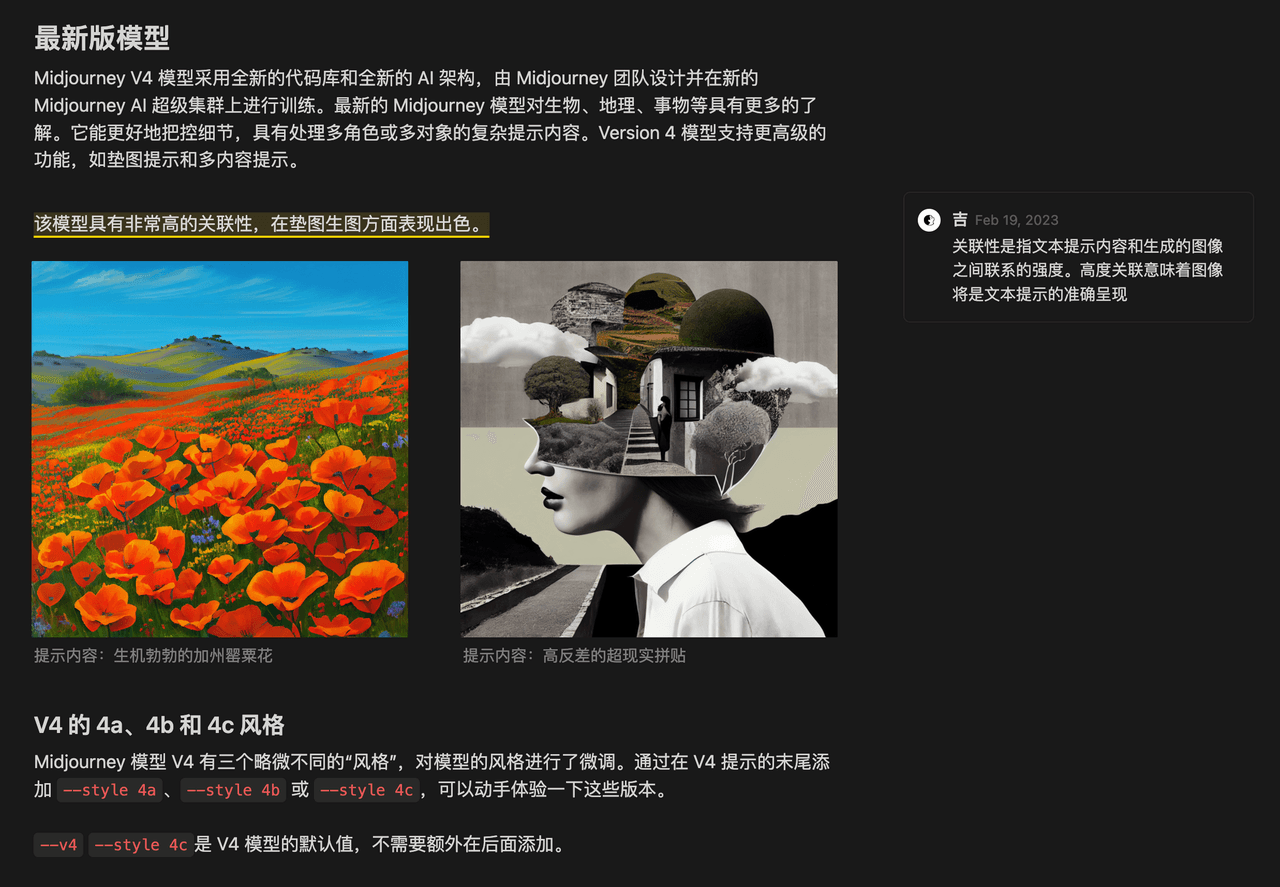 最新版模型
Midjourney V4 模型采用全新的代码库和全新的 AI 架构，由 Midjourney 团队设计并在新的
Midjourney AI 超级集群上进行训练。最新的 Midjourney 模型对生物、地理、事物等具有更多的了
解。它能更好地把控细节，具有处理多角色或多对象的复杂提示内容。Version 4 模型支持更高级的
功能，如垫图提示和多内容提示。
该模型具有非常高的关联性，在垫图生图方面表现出色。
吉 Feb 19, 2023
关联性是指文本提示内容和生成的图像
之间联系的强度。高度关联意味着图像
将是文本提示的准确呈现
提示内容：生机勃勃的加州罂粟花
提示内容：高反差的超现实拼贴
V4 的 4a、4b 和 4c 风格
Midjourney 模型 V4 有三个略微不同的“风格”，对模型的风格进行了微调。通过在 V4 提示的末尾添
加 --style 4a 、 --style 4b 或 --style 4c ，可以动手体验一下这些版本。
--v4 --style 4c 是 V4 模型的默认值，不需要额外在后面添加。